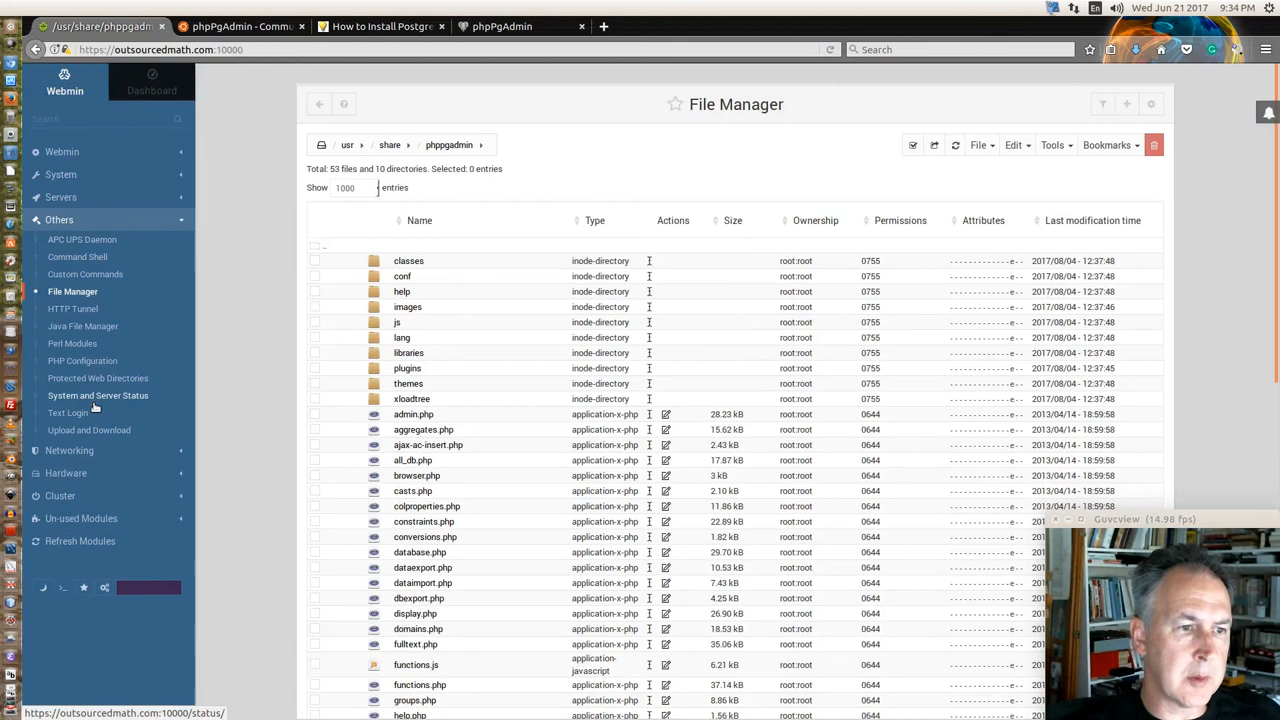 En
Wed Jun 21 2017
9:34 PM
/usr/share/phppgadm
phpPgAdmin - Commu
How to Install Postgre
phpPgAdmin
https://outsourcedmath.com:10000
Search
Webmin
Dashboard
Search-
Webmin
System
Servers
Others
APC UPS Daemon
Command Shell
Custom Commands
File Manager
HTTP Tunnel
Java File Manager
Perl Modules
PHP Configuration
Protected Web Directories
System and Server Status
Text Login
Upload and Download
Networking
Hardware
Cluster
Un-used Modules
Refresh Modules
https://outsourcedmath.com:10000/status/
File Manager
usr share phppgadmin
File Edit Tools Bookmarks
Total: 53 files and 10 directories. Selected: 0 entries
Show 1000 entries
Name Type Actions Size Ownership Permissions Attributes Last modification time
..
classes inode-directory root:root 0755 -------------e-- 2017/08/04 - 12:37:48
conf inode-directory root:root 0755 -------------e-- 2017/08/04 - 12:37:48
help inode-directory root:root 0755 -------------e-- 2017/08/04 - 12:37:48
images inode-directory root:root 0755 -------------e-- 2017/08/04 - 12:37:46
js inode-directory root:root 0755 -------------e-- 2017/08/04 - 12:37:48
lang inode-directory root:root 0755 -------------e-- 2017/08/04 - 12:37:48
libraries inode-directory root:root 0755 -------------e-- 2017/08/04 - 12:37:48
plugins inode-directory root:root 0755 -------------e-- 2017/08/04 - 12:37:45
themes inode-directory root:root 0755 -------------e-- 2017/08/04 - 12:37:48
xloadtree inode-directory root:root 0755 -------------e-- 2017/08/04 - 12:37:48
admin.php application-x-php 28.23 kB root:root 0644 -------------e-- 2013/04/14 - 18:59:58
aggregates.php application-x-php 15.62 kB root:root 0644 -------------e-- 2013/04/14 - 18:59:58
ajax-ac-insert.php application-x-php 2.43 kB root:root 0644 -------------e-- 2013/04/14 - 18:59:58
all_db.php application-x-php 17.87 kB root:root 0644 -------------e-- 2013/04/14 - 18:59:58
browser.php application-x-php 3 kB root:root 0644 -------------e-- 2013/04/14 - 18:59:58
casts.php application-x-php 2.10 kB root:root 0644 -------------e-- 2013/04/14 - 18:59:58
colproperties.php application-x-php 11.86 kB root:root 0644 -------------e-- 2013/04/14 - 18:59:58
constraints.php application-x-php 22.89 kB root:root 0644 -------------e--
conversions.php application-x-php 1.82 kB root:root 0644 -------------e--
database.php application-x-php 29.70 kB root:root 0644 -------------e--
dataexport.php application-x-php 10.53 kB root:root 0644 -------------e--
dataimport.php application-x-php 7.43 kB root:root 0644 -------------e--
dbexport.php application-x-php 4.25 kB root:root 0644 -------------e--
display.php application-x-php 26.90 kB root:root 0644 -------------e--
domains.php application-x-php 18.53 kB root:root 0644 -------------e--
fulltext.php application-x-php 35.06 kB root:root 0644 -------------e--
functions.js application-javascript 6.21 kB root:root 0644 -------------e--
functions.php application-x-php 37.14 kB root:root 0644 -------------e--
groups.php application-x-php 8.86 kB root:root 0644 -------------e--
help.php application-x-php 1.56 kB root:root 0644 -------------e--
Guvcview (14.98 fps)